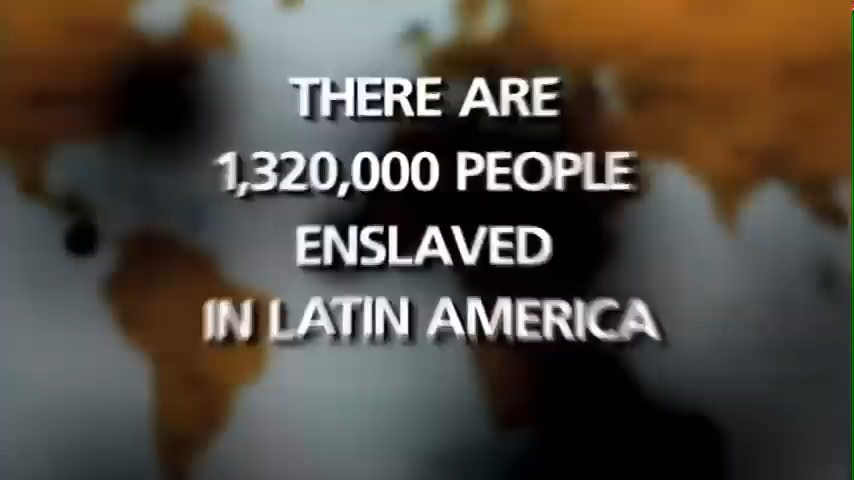 THERE ARE
1,320,000 PEOPLE
ENSLAVED
IN LATIN AMERICA